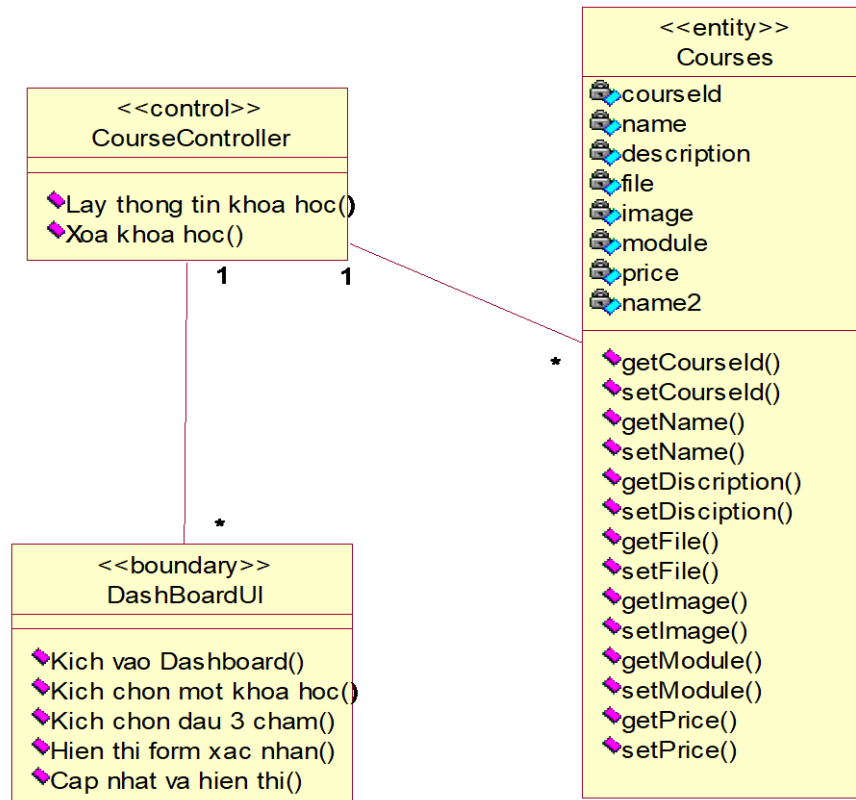 <<control>>
CourseController
Lay thong tin khoa hoc()
Xoa khoa hoc()
1
1
*
*
<<boundary>>
DashBoardUI
Kich vao Dashboard()
Kich chon mot khoa hoc()
Kich chon dau 3 cham()
Hien thi form xac nhan()
Cap nhat va hien thi()
<<entity>>
Courses
courseId
name
description
file
image
module
price
name2
getCourseId()
setCourseId()
getName()
setName()
getDiscription()
setDisciption()
getFile()
setFile()
getImage()
setImage()
getModule()
setModule()
getPrice()
setPrice()